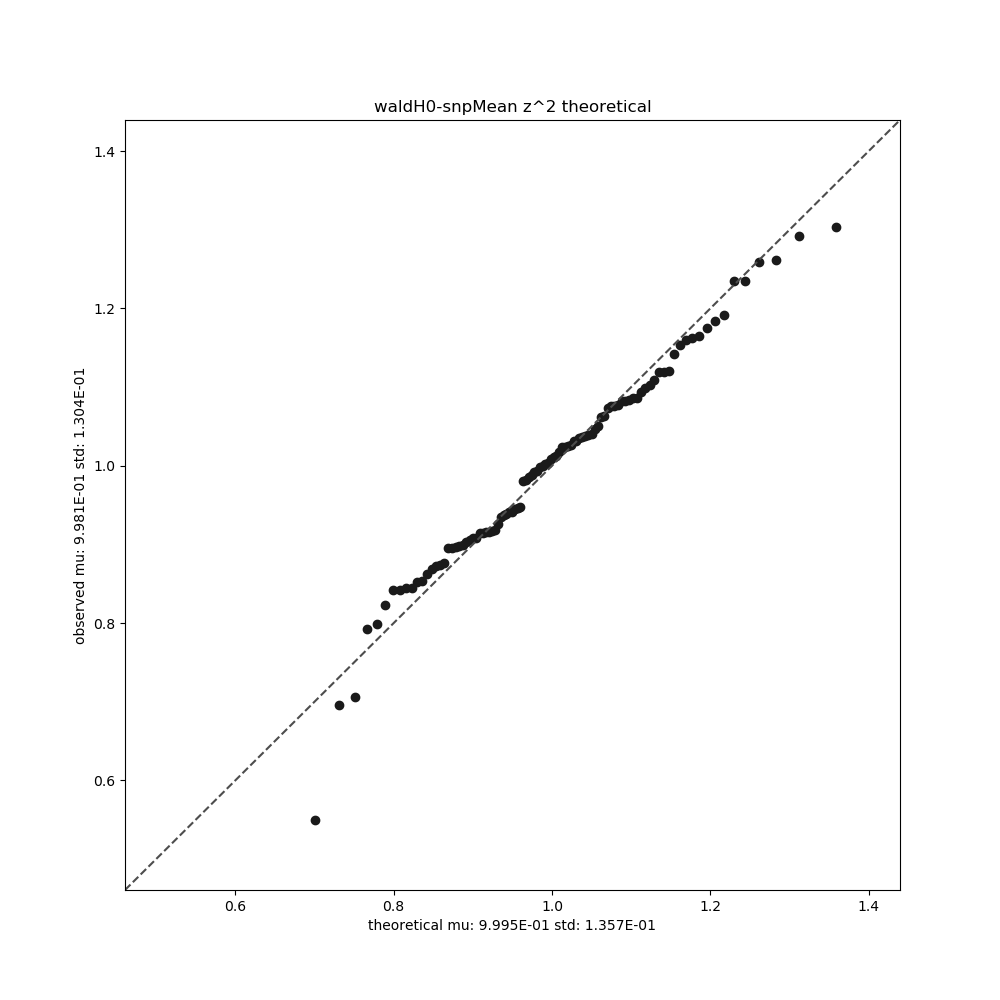 waldH0-snpMean z^2 theoretical
1.4
1.2
1.0
0.8
0.6
observed mu: 9.981E-01 std: 1.304E-01
0.6 0.8 1.0 1.2 1.4
theoretical mu: 9.995E-01 std: 1.357E-01